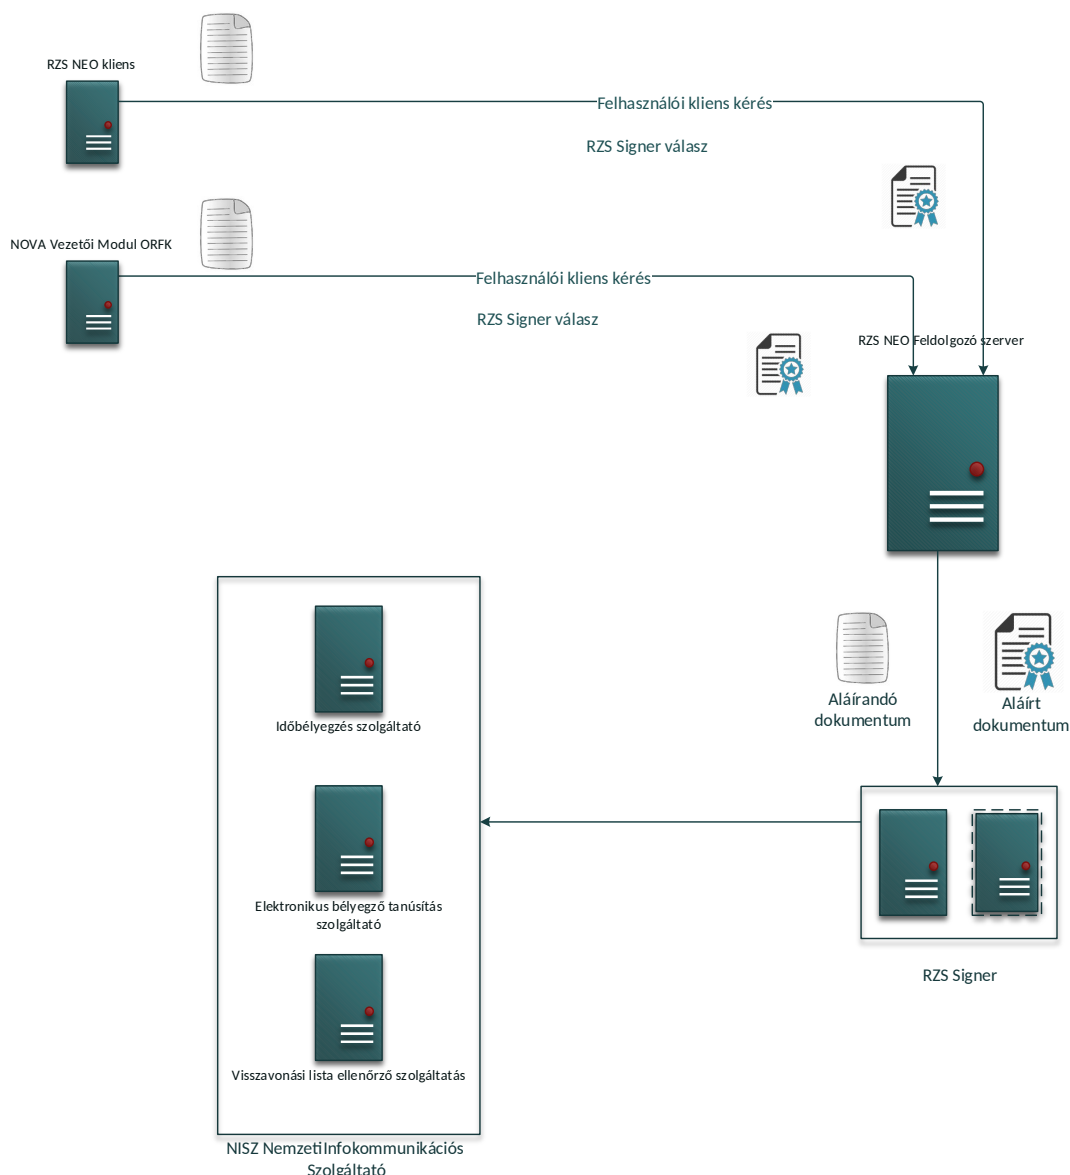 RZS NEO kliens
Felhasználói kliens kérés
RZS Signer válasz
NOVA Vezetői Modul ORFK
Felhasználói kliens kérés
RZS Signer válasz
RZS NEO Feldolgozó szerver
Aláírandó
dokumentum
Aláírt
dokumentum
Időbélyegzés szolgáltató
Elektronikus bélyegző tanúsítás
szolgáltató
RZS Signer
Visszavonási lista ellenőrző szolgáltatás
NISZ Nemzeti Infokommunikációs
Szolgáltató